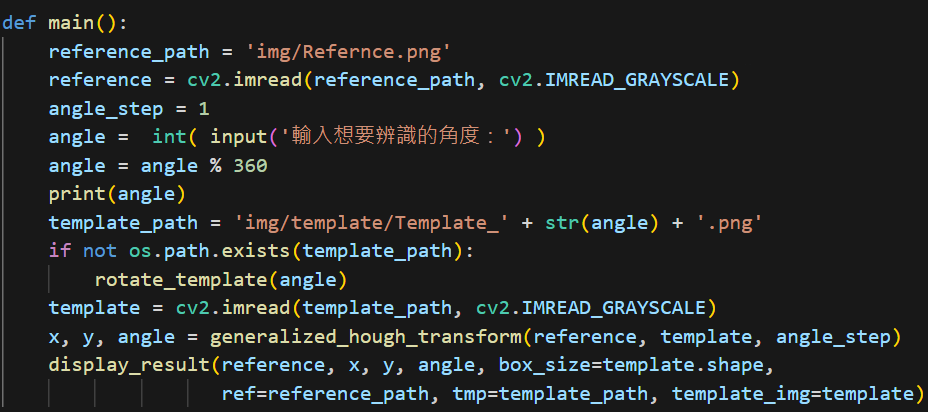 def main():
    reference_path = 'img/Refernce.png'
    reference = cv2.imread(reference_path, cv2.IMREAD_GRAYSCALE)
    angle_step = 1
    angle =  int( input('輸入想要辨識的角度：') )
    angle = angle % 360
    print(angle)
    template_path = 'img/template/Template_' + str(angle) + '.png'
    if not os.path.exists(template_path):
        rotate_template(angle)
    template = cv2.imread(template_path, cv2.IMREAD_GRAYSCALE)
    x, y, angle = generalized_hough_transform(reference, template, angle_step)
    display_result(reference, x, y, angle, box_size=template.shape,
                   ref=reference_path, tmp=template_path, template_img=template)